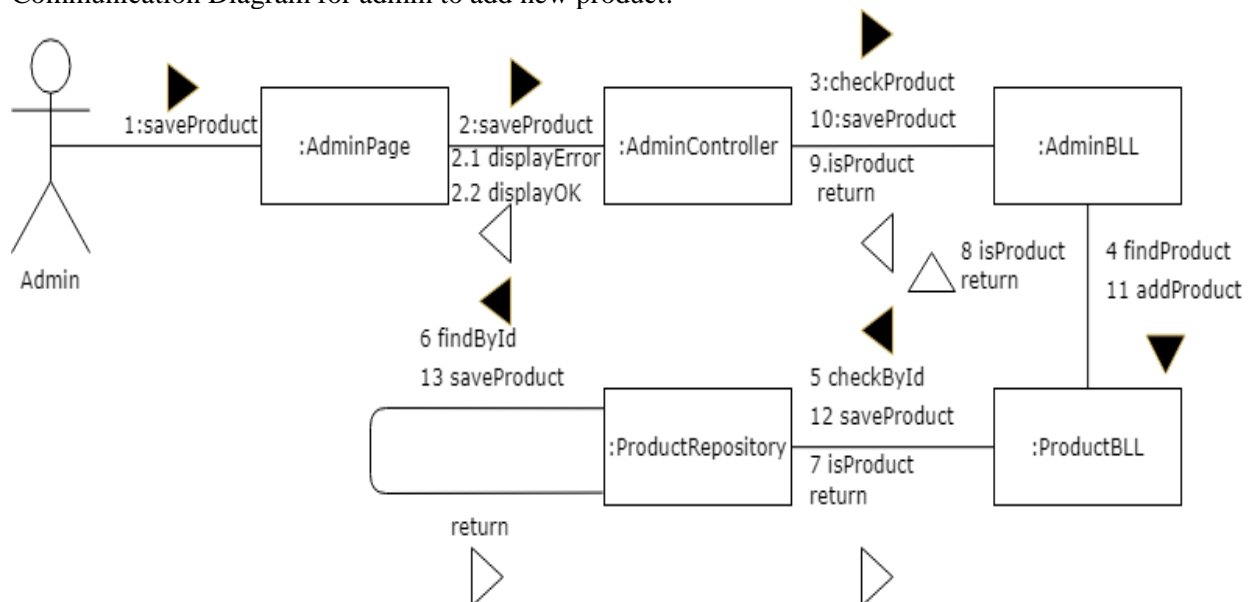 Communication Diagram for admin to add new product:
3:checkProduct
1:saveProduct
2:saveProduct
10:saveProduct
:AdminPage
2.1 displayError
:AdminController
9.isProduct
:AdminBLL
2.2 displayOK
return
Admin
8 isProduct
return
4 findProduct
11 addProduct
6 findById
13 saveProduct
5 checkById
12 saveProduct
:ProductRepository
7 isProduct
return
:ProductBLL
return